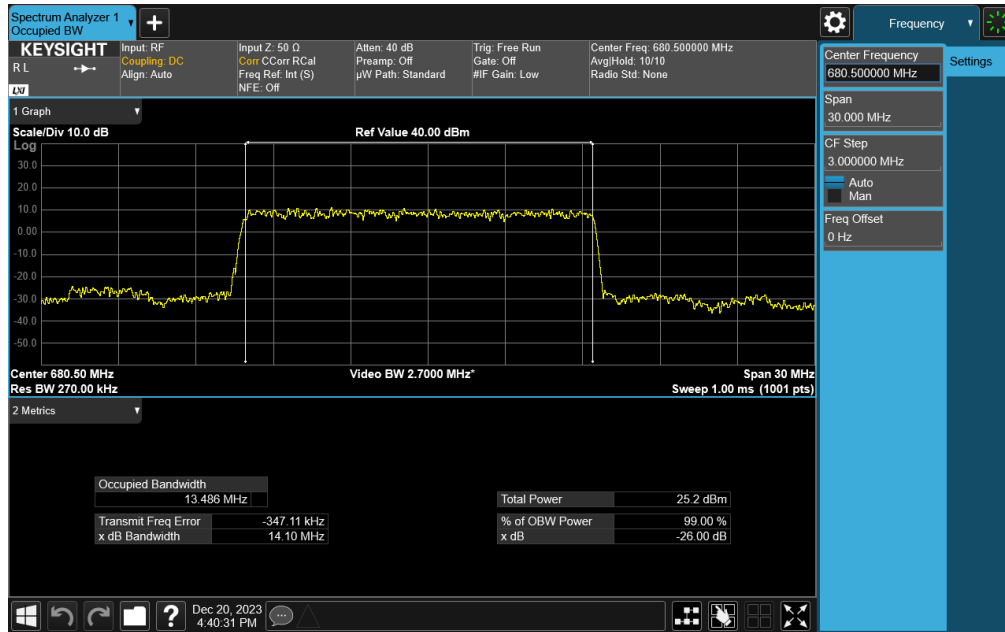 Spectrum Analyzer 1
Occupied BW
Frequency
KEYSIGHT
R L
LXI
Input: RF
Coupling: DC
Align: Auto
Input Z: 50 Ω
Corr CCorr RCal
Freq Ref: Int (S)
NFE: Off
Atten: 40 dB
Preamp: Off
µW Path: Standard
Trig: Free Run
Gate: Off
#IF Gain: Low
Center Freq: 680.500000 MHz
Avg|Hold: 10/10
Radio Std: None
Center Frequency
680.500000 MHz
Settings
Span
30.000 MHz
CF Step
3.000000 MHz
Auto
Man
Freq Offset
0 Hz
1 Graph
Scale/Div 10.0 dB
Ref Value 40.00 dBm
Log
30.0
20.0
10.0
0.00
-10.0
-20.0
-30.0
-40.0
-50.0
Center 680.50 MHz
Video BW 2.7000 MHz*
Span 30 MHz
Res BW 270.00 kHz
Sweep 1.00 ms (1001 pts)
2 Metrics
Occupied Bandwidth
13.486 MHz
Transmit Freq Error -347.11 kHz
x dB Bandwidth 14.10 MHz
Total Power 25.2 dBm
% of OBW Power 99.00 %
x dB -26.00 dB
Dec 20, 2023
4:40:31 PM